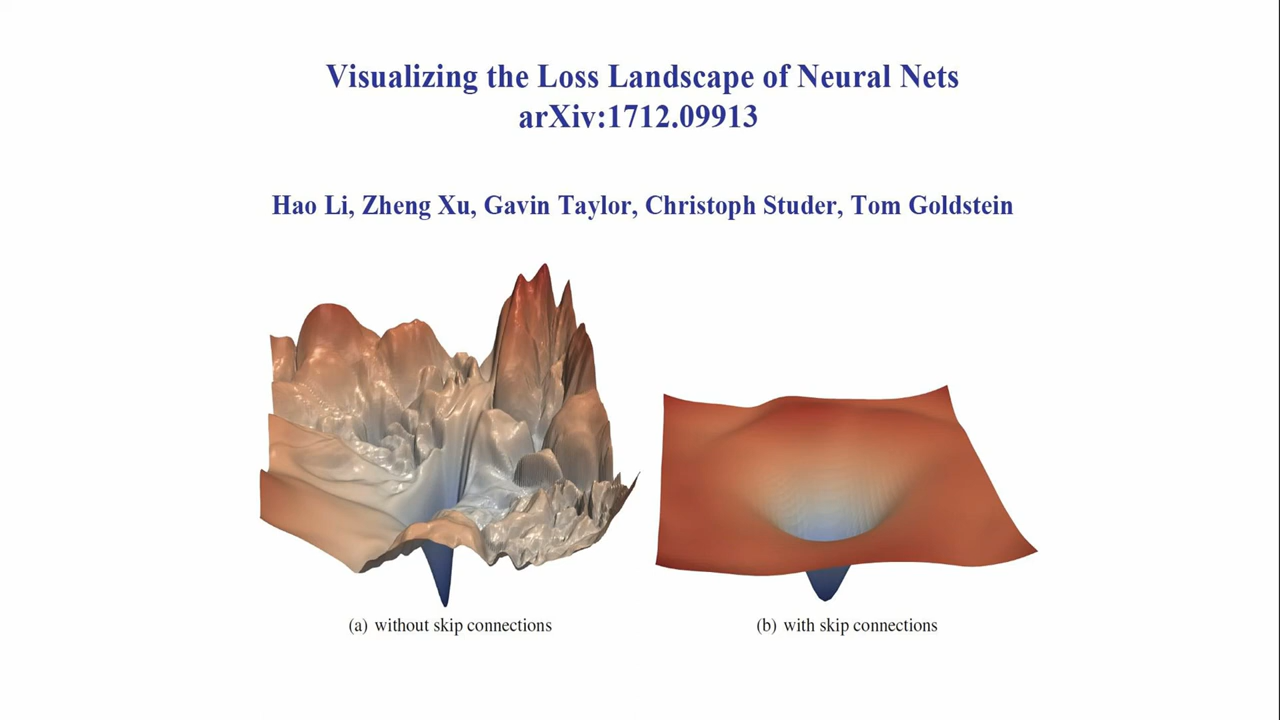 Visualizing the Loss Landscape of Neural Nets
arXiv:1712.09913
Hao Li, Zheng Xu, Gavin Taylor, Christoph Studer, Tom Goldstein
(a) without skip connections
(b) with skip connections